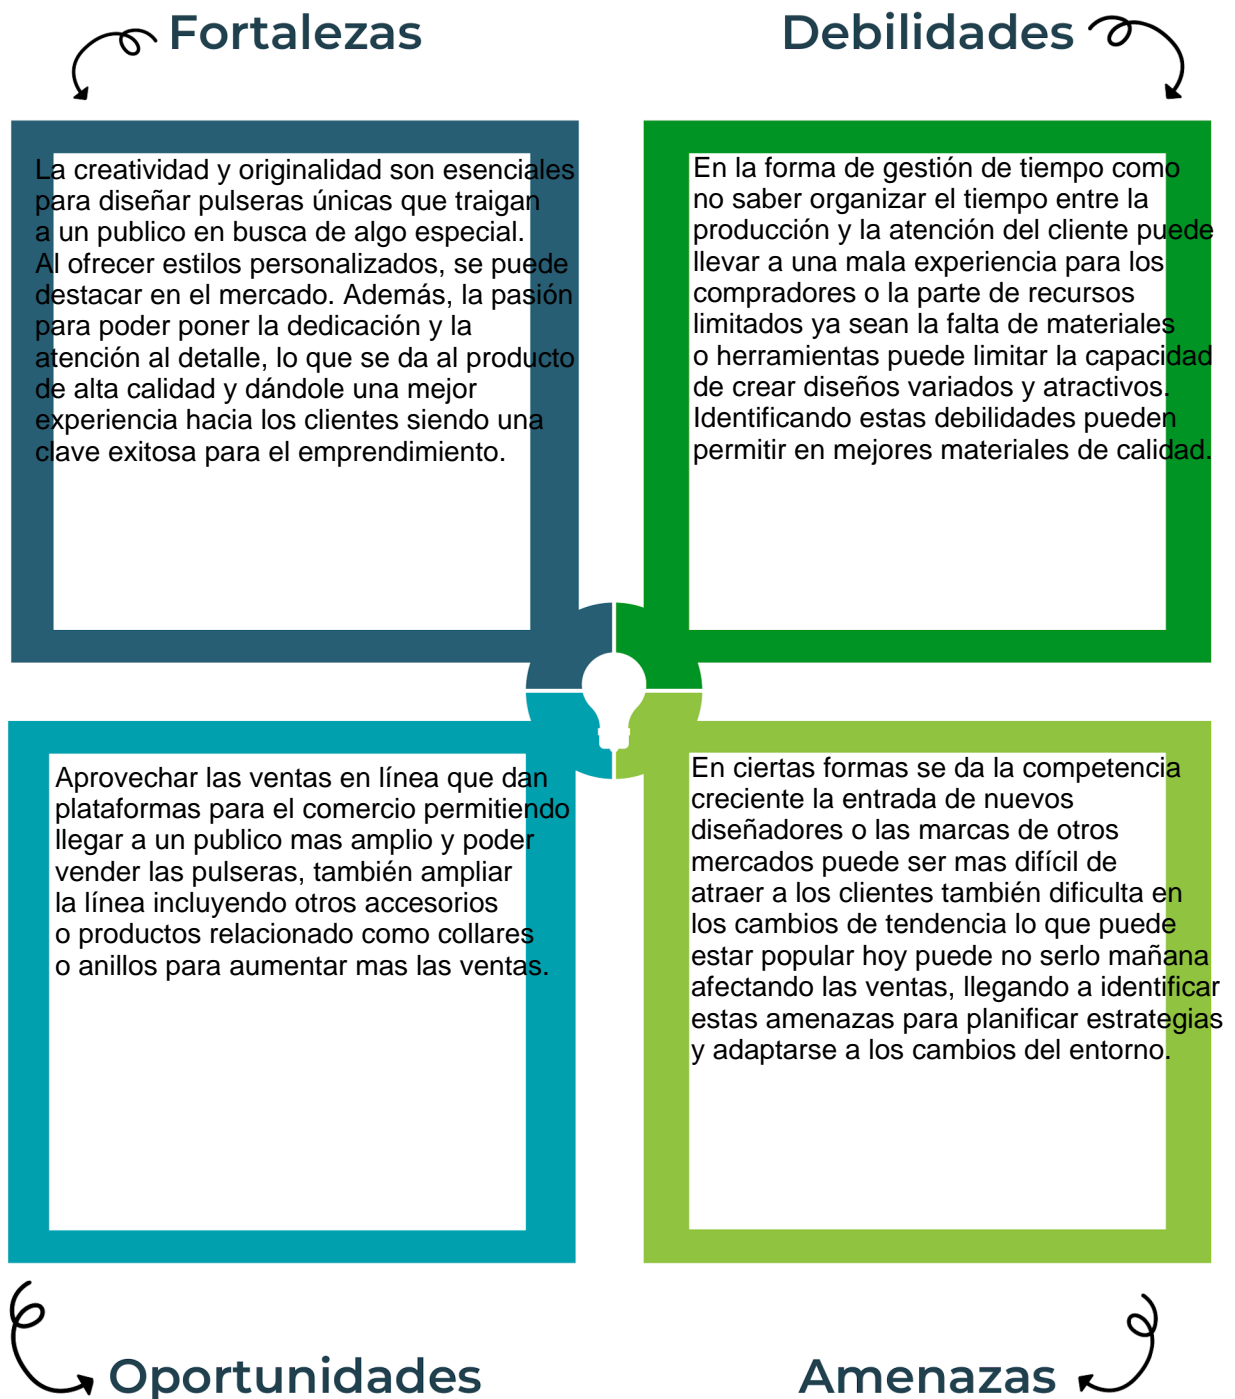 Fortalezas
La creatividad y originalidad son esenciales
para diseñar pulseras únicas que traigan
a un publico en busca de algo especial.
Al ofrecer estilos personalizados, se puede
destacar en el mercado. Además, la pasión
para poder poner la dedicación y la
atención al detalle, lo que se da al producto
de alta calidad y dándole una mejor
experiencia hacia los clientes siendo una
clave exitosa para el emprendimiento.
Debilidades
En la forma de gestión de tiempo como
no saber organizar el tiempo entre la
producción y la atención del cliente puede
llevar a una mala experiencia para los
compradores o la parte de recursos
limitados ya sean la falta de materiales
o herramientas puede limitar la capacidad
de crear diseños variados y atractivos.
Identificando estas debilidades pueden
permitir en mejores materiales de calidad.
Aprovechar las ventas en línea que dan
plataformas para el comercio permitiendo
llegar a un publico mas amplio y poder
vender las pulseras, también ampliar
la línea incluyendo otros accesorios
o productos relacionado como collares
o anillos para aumentar mas las ventas.
Oportunidades
En ciertas formas se da la competencia
creciente la entrada de nuevos
diseñadores o las marcas de otros
mercados puede ser mas difícil de
atraer a los clientes también dificulta en
los cambios de tendencia lo que puede
estar popular hoy puede no serlo mañana
afectando las ventas, llegando a identificar
estas amenazas para planificar estrategias
y adaptarse a los cambios del entorno.
Amenazas